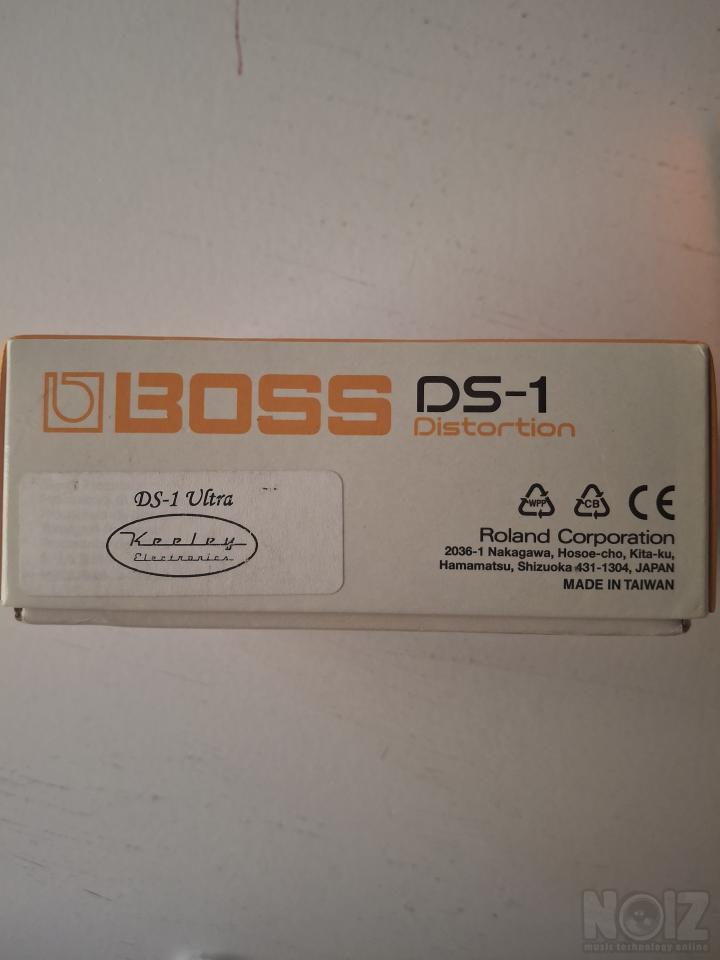 BOSS DS-1
Distortion
DS-1 Ultra
Keeley
Electronics
WPP CB CE
Roland Corporation
2036-1 Nakagawa, Hosoe-cho, Kita-ku,
Hamamatsu, Shizuoka 431-1304, JAPAN
MADE IN TAIWAN
NOIZ
music technology online